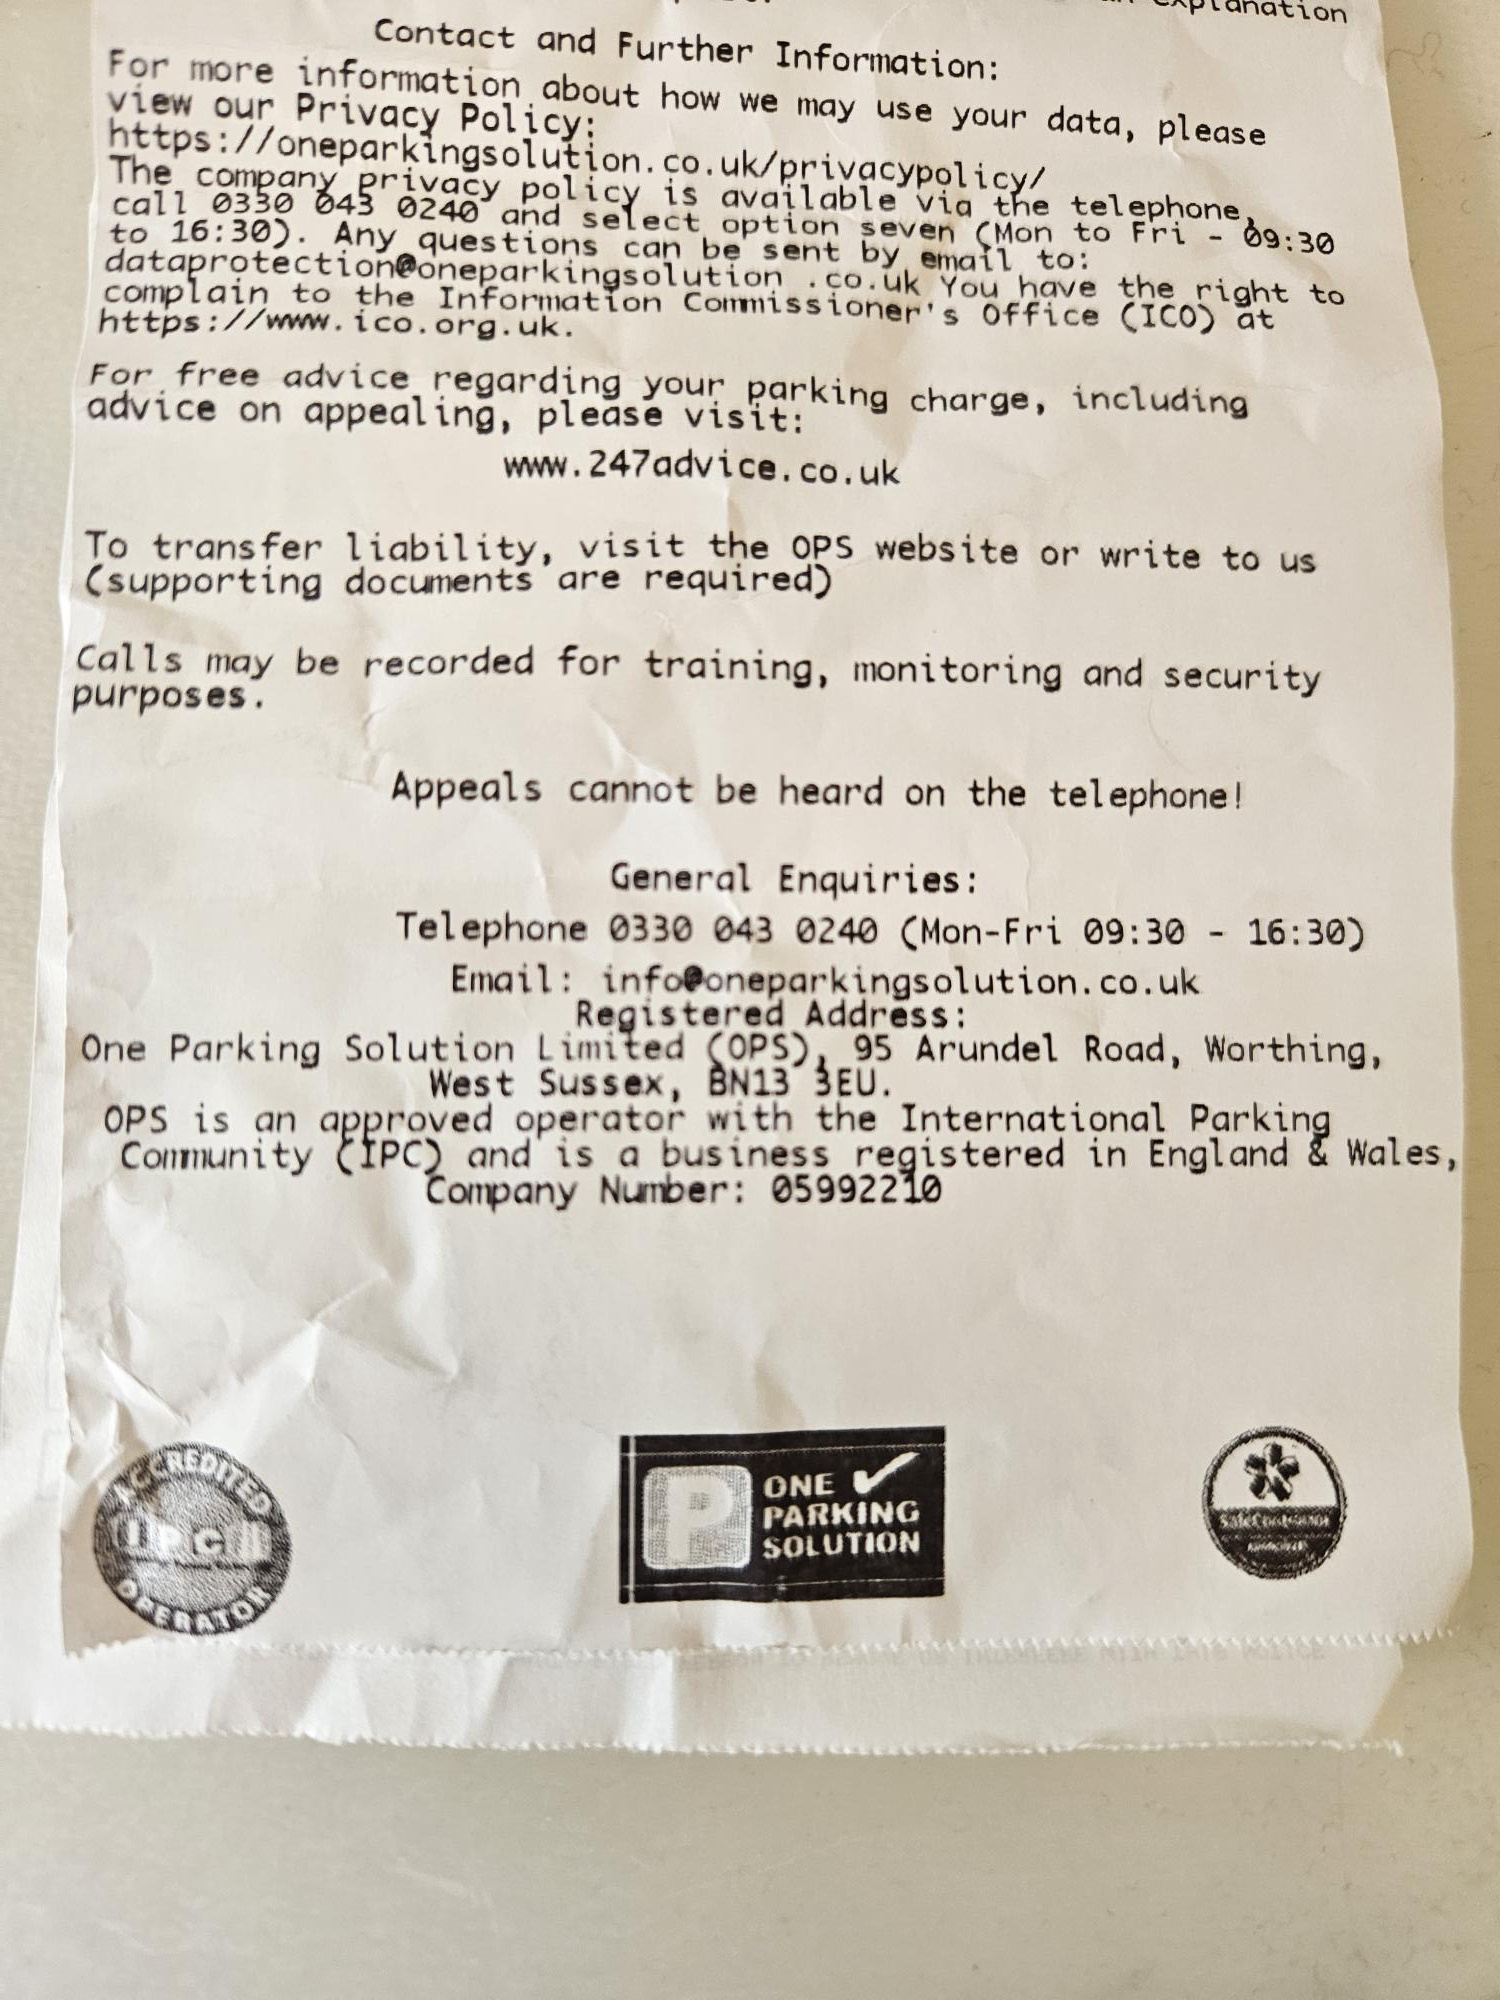 explanation
Contact and Further Information:
For more information about how we may use your data, please
view our Privacy Policy:
https://oneparkingsolution.co.uk/privacypolicy/
The company privacy policy is available via the telephone,
call 0330 043 0240 and select option seven (Mon to Fri - 09:30
to 16:30). Any questions can be sent by email to:
dataprotection@oneparkingsolution .co.uk You have the right to
complain to the Information Commissioner's Office (ICO) at
https://www.ico.org.uk.
For free advice regarding your parking charge, including
advice on appealing, please visit:
www.247advice.co.uk
To transfer liability, visit the OPS website or write to us
(supporting documents are required)
Calls may be recorded for training, monitoring and security
purposes.
Appeals cannot be heard on the telephone!
General Enquiries:
Telephone 0330 043 0240 (Mon-Fri 09:30 - 16:30)
Email: info@oneparkingsolution.co.uk
Registered Address:
One Parking Solution Limited (OPS), 95 Arundel Road, Worthing,
West Sussex, BN13 3EU.
OPS is an approved operator with the International Parking
Community (IPC) and is a business registered in England & Wales,
Company Number: 05992210
ACCREDITED
IPC
OPERATOR
P
ONE
PARKING
SOLUTION
SafeContractor